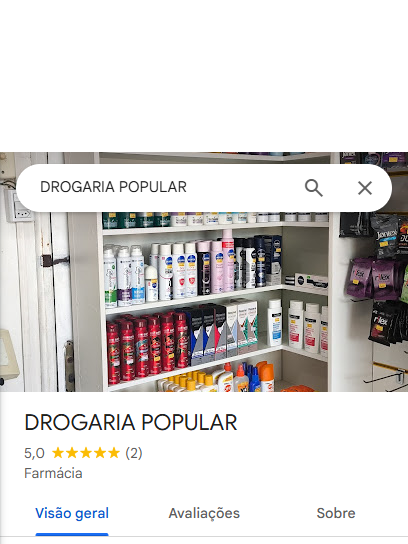 DROGARIA POPULAR
DROGARIA POPULAR
5,0 ★★★★★ (2)
Farmácia
Visão geral
Avaliações
Sobre